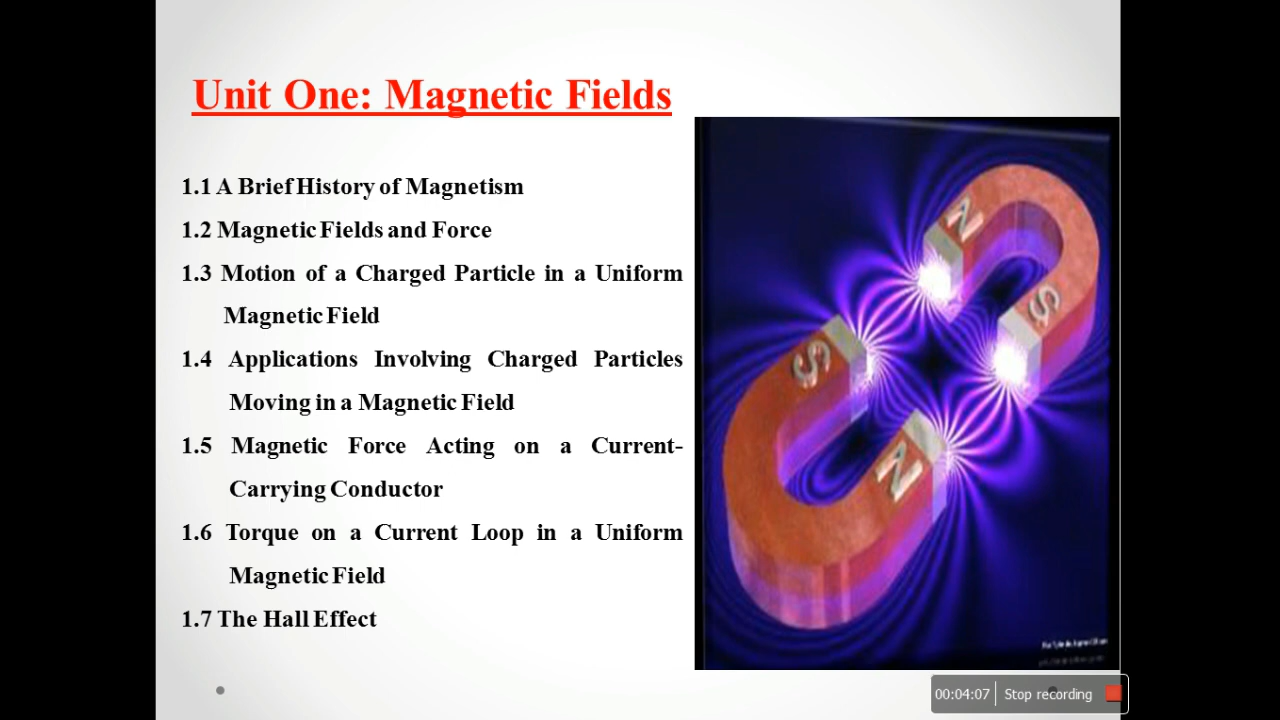 Unit One: Magnetic Fields
1.1 A Brief History of Magnetism
1.2 Magnetic Fields and Force
1.3 Motion of a Charged Particle in a Uniform
Magnetic Field
1.4 Applications Involving Charged Particles
Moving in a Magnetic Field
1.5 Magnetic Force Acting on a Current-
Carrying Conductor
1.6 Torque on a Current Loop in a Uniform
Magnetic Field
1.7 The Hall Effect
N
S
S
N
00:04:07 Stop recording